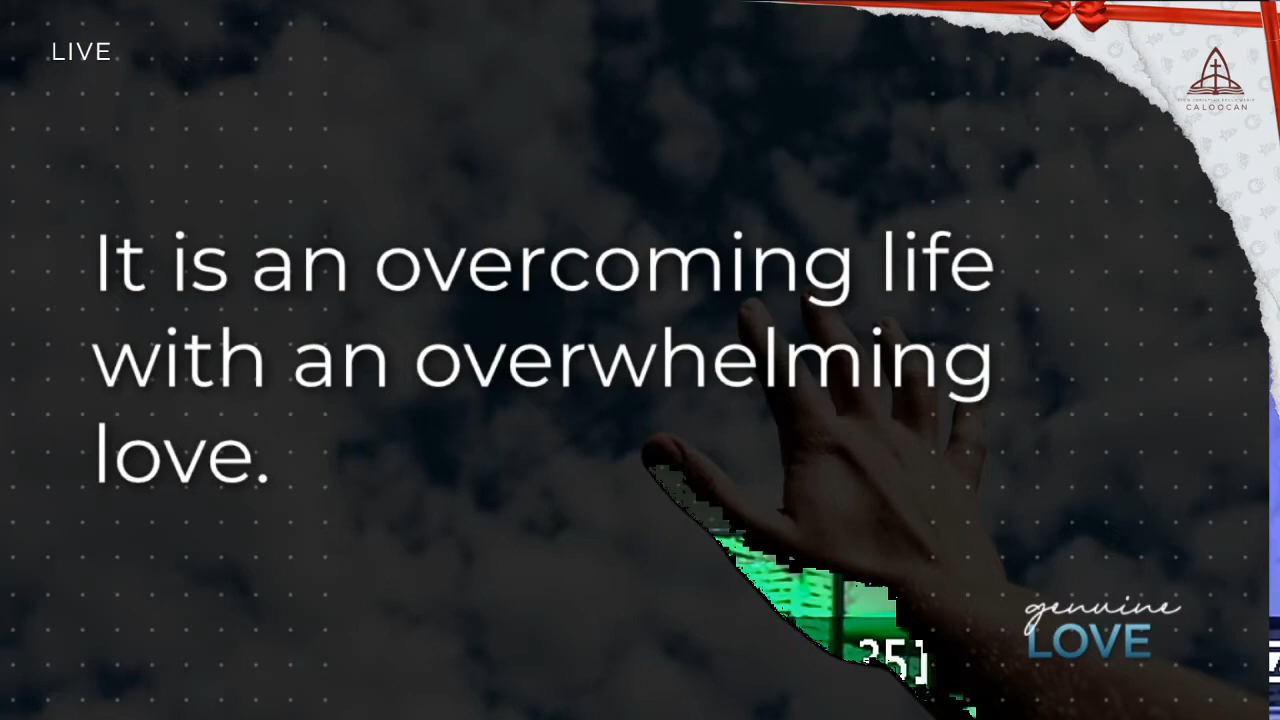 LIVE
CALOOCAN
It is an overcoming life
with an overwhelming
love.
genuine
LOVE